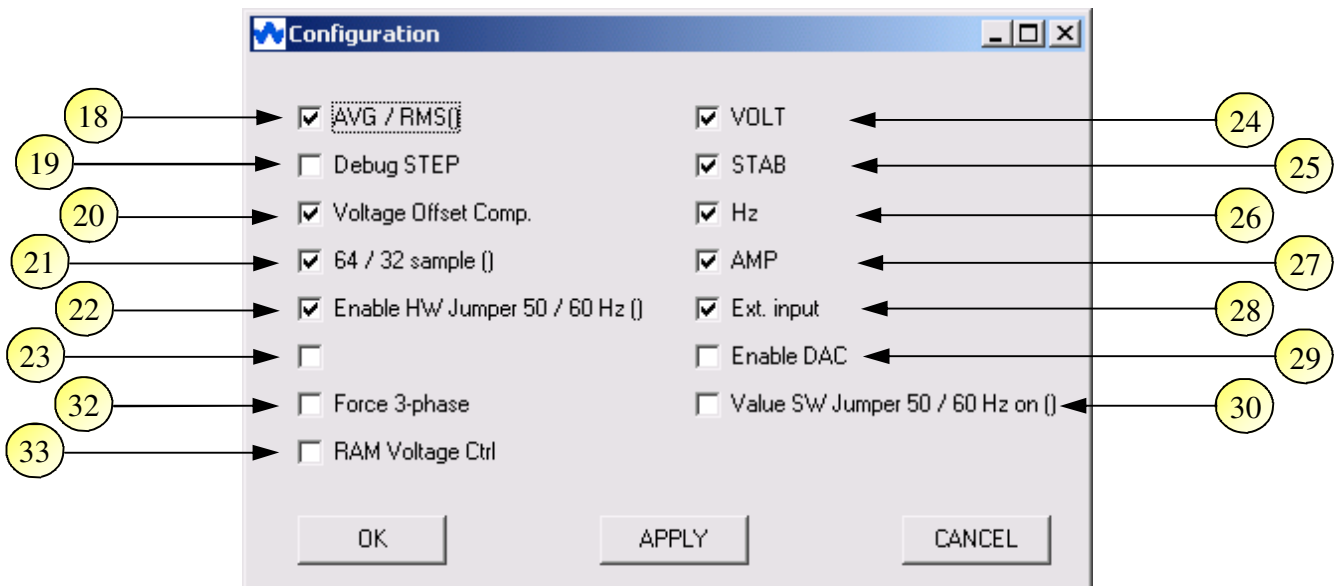 Configuration
18 AVG / RMS() VOLT 24
19 Debug STEP STAB 25
20 Voltage Offset Comp. Hz 26
21 64 / 32 sample () AMP 27
22 Enable HW Jumper 50 / 60 Hz () Ext. input 28
23 Enable DAC 29
32 Force 3-phase Value SW Jumper 50 / 60 Hz on () 30
33 RAM Voltage Ctrl
OK APPLY CANCEL